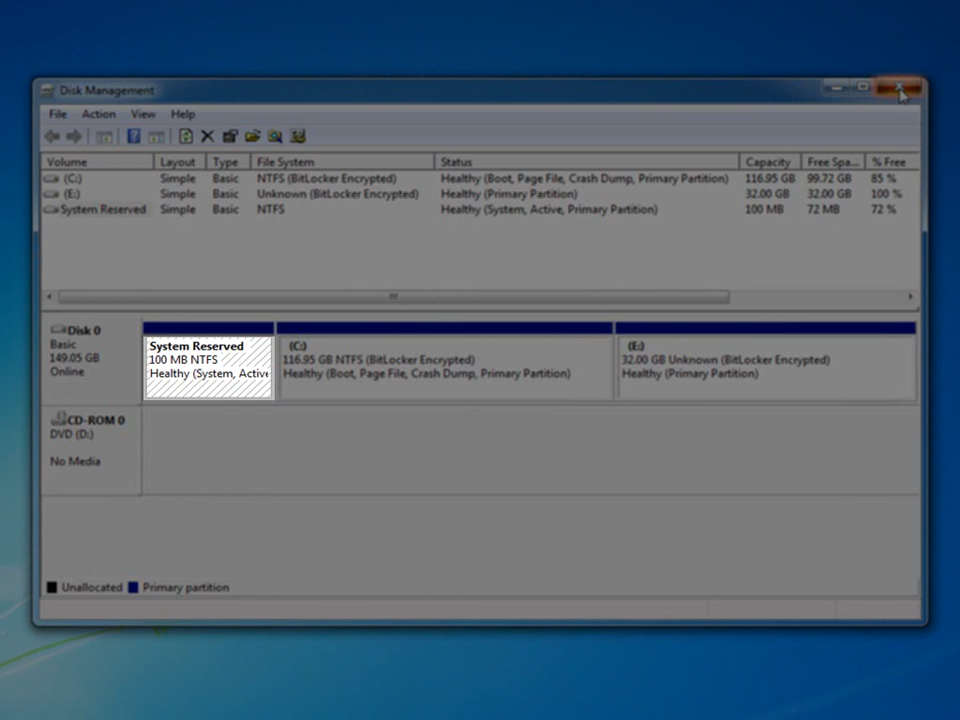 Disk Management
File Action View Help
Volume Layout Type File System Status Capacity Free Spa... % Free
(C:) Simple Basic NTFS (BitLocker Encrypted) Healthy (Boot, Page File, Crash Dump, Primary Partition) 116.95 GB 99.72 GB 85 %
(E:) Simple Basic Unknown (BitLocker Encrypted) Healthy (Primary Partition) 32.00 GB 32.00 GB 100 %
System Reserved Simple Basic NTFS Healthy (System, Active, Primary Partition) 100 MB 72 MB 72 %
Disk 0
Basic
149.05 GB
Online
System Reserved
100 MB NTFS
Healthy (System, Active
(C:)
116.95 GB NTFS (BitLocker Encrypted)
Healthy (Boot, Page File, Crash Dump, Primary Partition)
(E:)
32.00 GB Unknown (BitLocker Encrypted)
Healthy (Primary Partition)
CD-ROM 0
DVD (D:)
No Media
Unallocated Primary partition